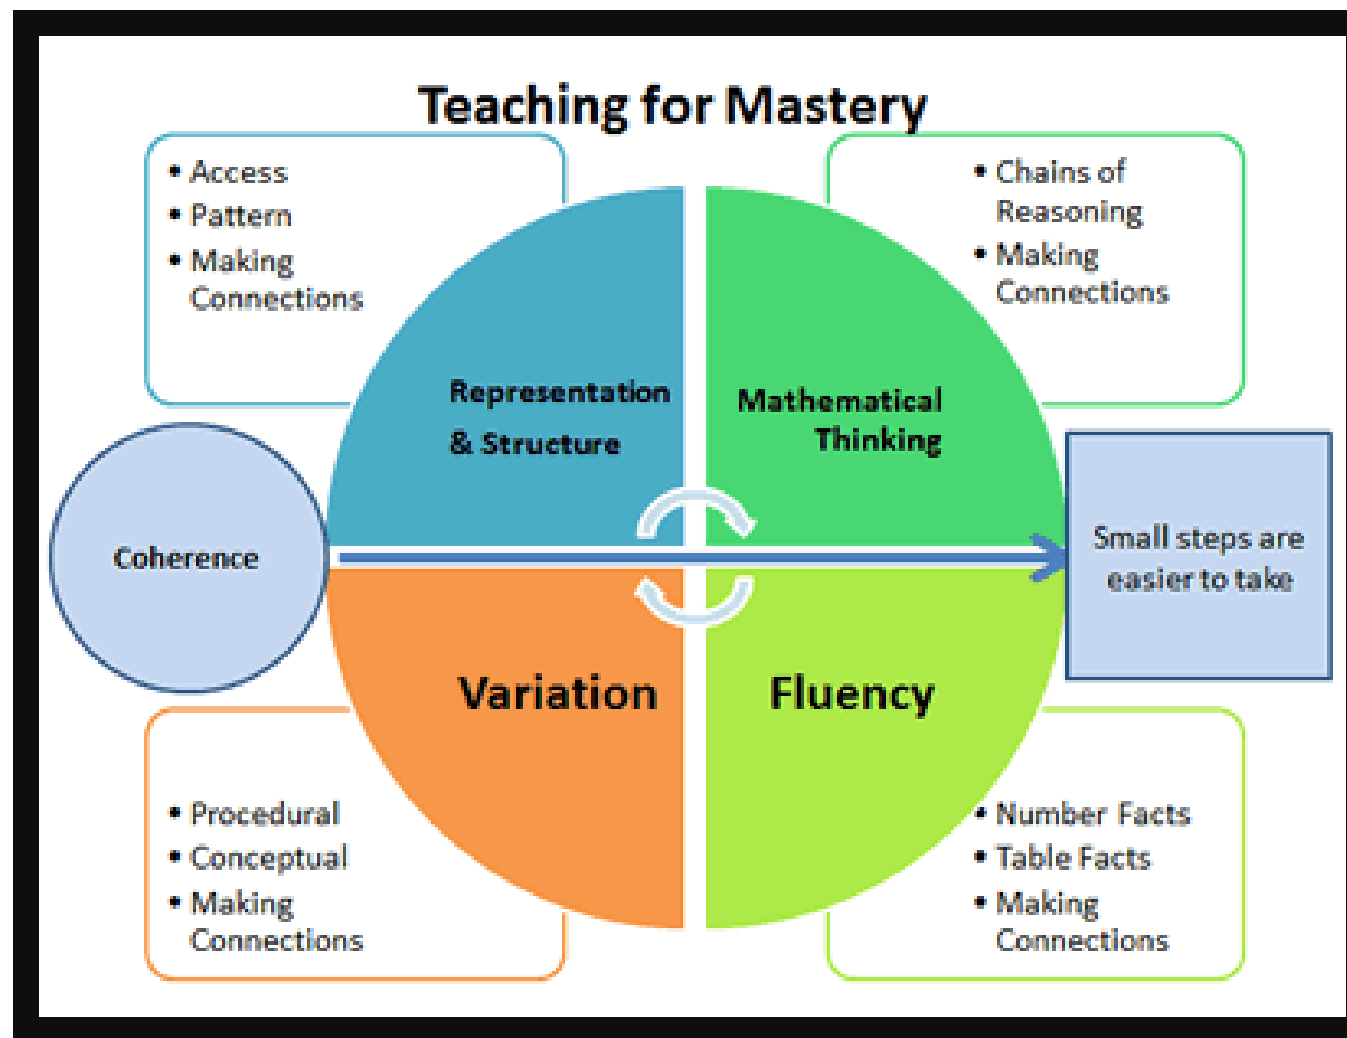 Teaching for Mastery
• Access
• Pattern
• Making
Connections
• Chains of
Reasoning
• Making
Connections
Representation
& Structure
Mathematical
Thinking
Coherence
Small steps are
easier to take
Variation
Fluency
• Procedural
• Conceptual
• Making
Connections
• Number Facts
• Table Facts
• Making
Connections